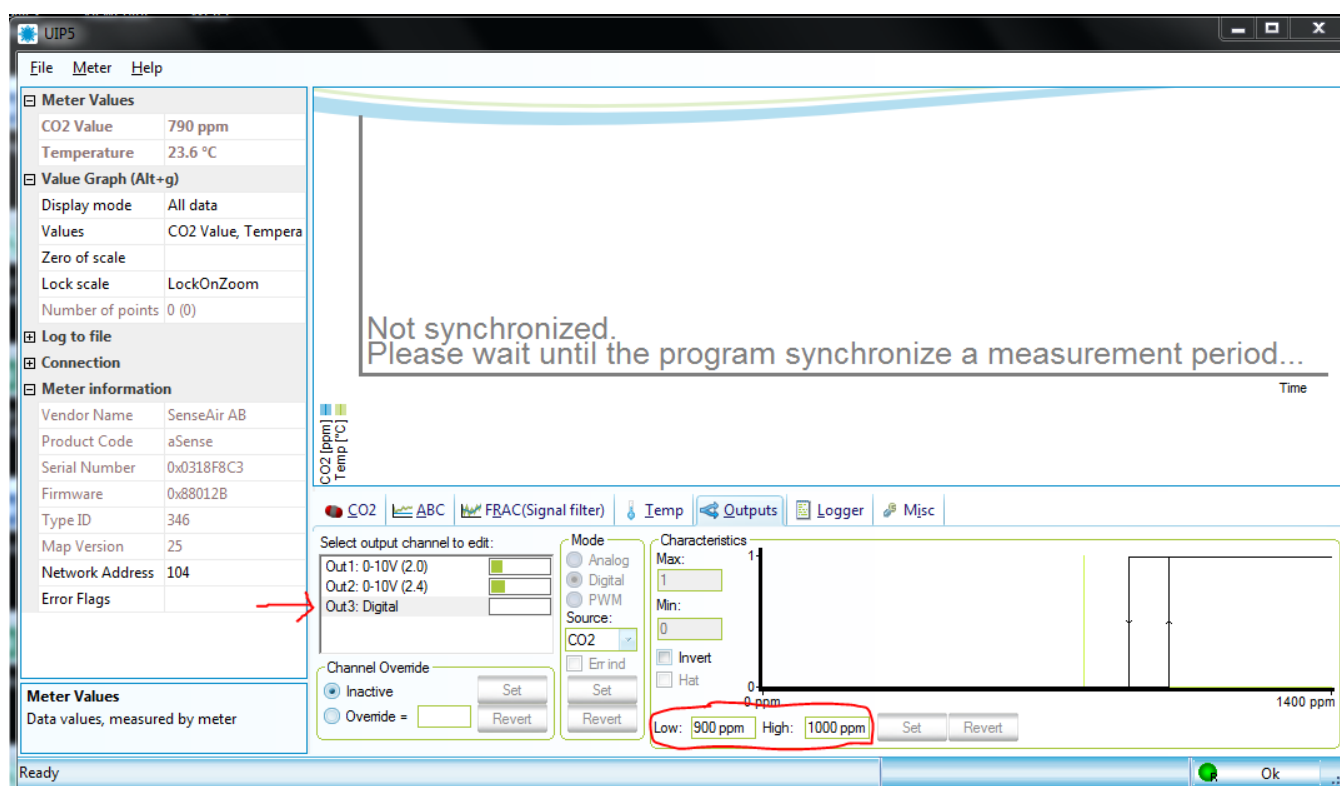 UIP5
File Meter Help
Meter Values
CO2 Value 790 ppm
Temperature 23.6 °C
Value Graph (Alt+g)
Display mode All data
Values CO2 Value, Tempera
Zero of scale
Lock scale LockOnZoom
Number of points 0 (0)
Log to file
Connection
Meter information
Vendor Name SenseAir AB
Product Code aSense
Serial Number 0x0318F8C3
Firmware 0x88012B
Type ID 346
Map Version 25
Network Address 104
Error Flags
Meter Values
Data values, measured by meter
Not synchronized.
Please wait until the program synchronize a measurement period...
Time
CO2 [ppm]
Temp [°C]
CO2 ABC FRAC(Signal filter) Temp Outputs Logger Misc
Select output channel to edit:
Out1: 0-10V (2.0)
Out2: 0-10V (2.4)
Out3: Digital
Channel Override
Inactive Set
Override = Revert
Mode
Analog
Digital
PWM
Source:
CO2
Err ind
Set
Revert
Characteristics
Max:
1
Min:
0
Invert
Hat
1
0
0 ppm 1400 ppm
Low: 900 ppm High: 1000 ppm Set Revert
Ready R Ok